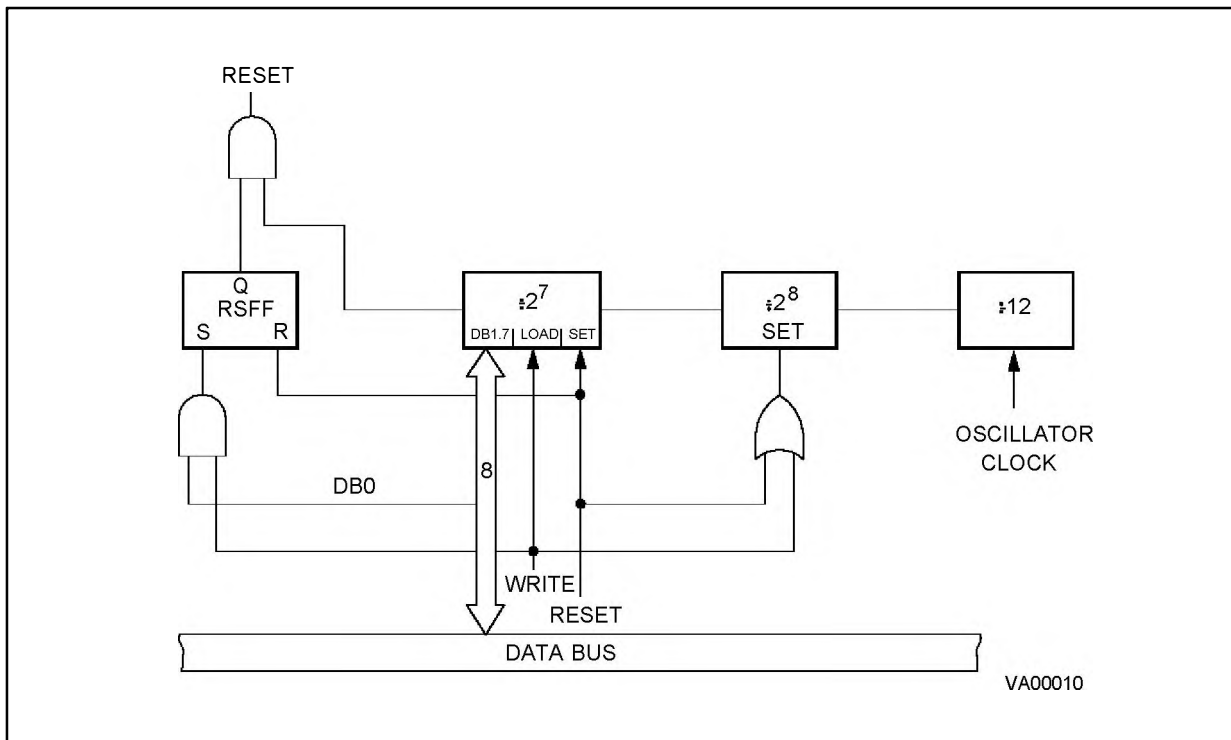 RESET
Q
RSFF
S R
÷2⁷
DB1.7 LOAD SET
÷2⁸
SET
÷12
OSCILLATOR
CLOCK
8
DB0
WRITE
RESET
DATA BUS
VA00010